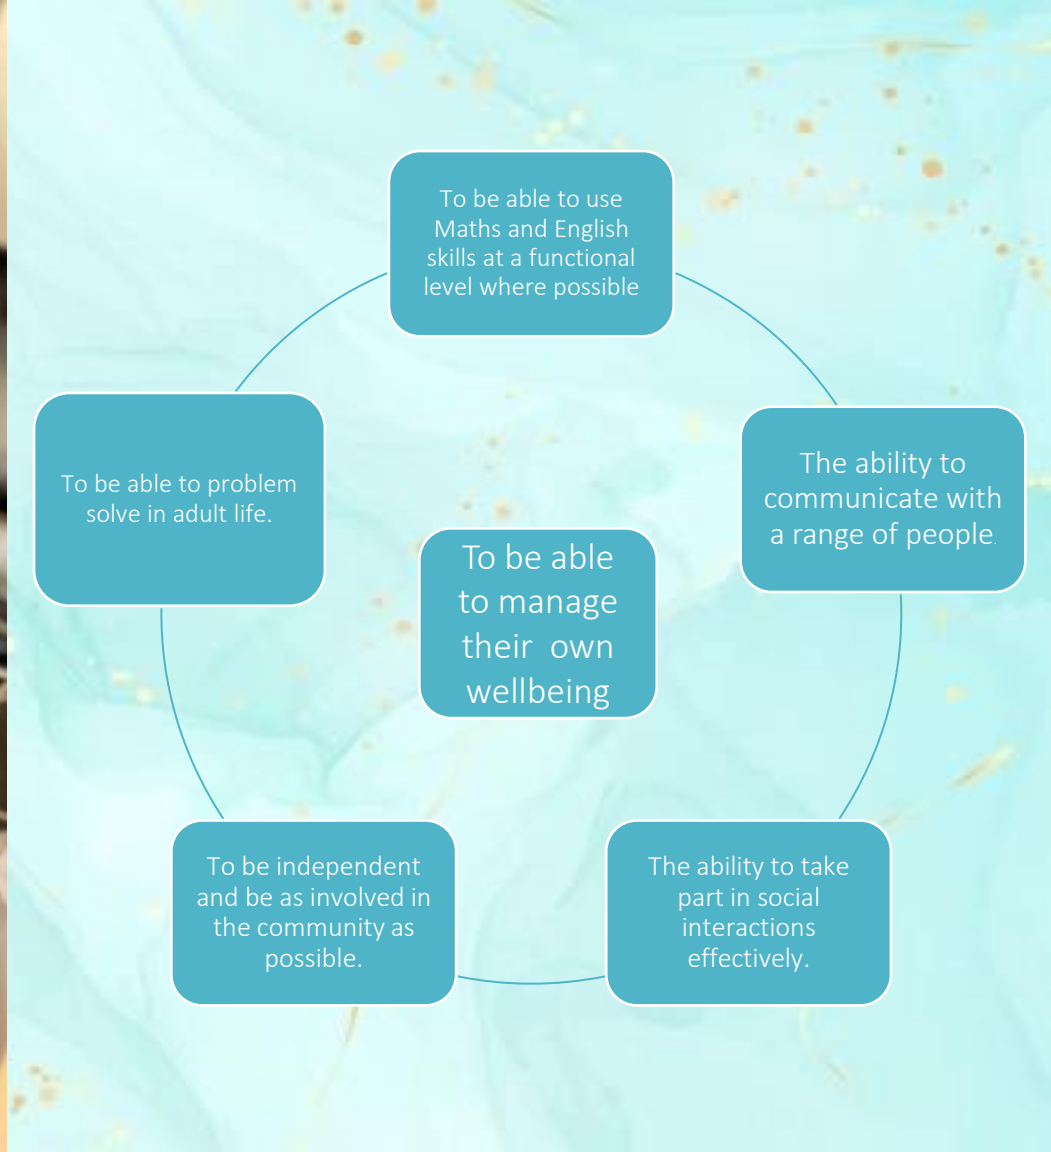 To be able to use
Maths and English
skills at a functional
level where possible
The ability to
communicate with
a range of people.
The ability to take
part in social
interactions
effectively.
To be independent
and be as involved in
the community as
possible.
To be able to problem
solve in adult life.
To be able
to manage
their  own
wellbeing